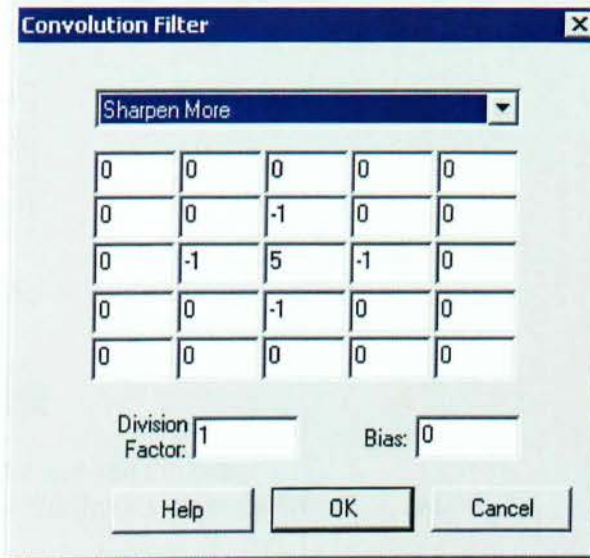 Convolution Filter
Sharpen More
0 0 0 0 0
0 0 -1 0 0
0 -1 5 -1 0
0 0 -1 0 0
0 0 0 0 0
Division Factor: 1 Bias: 0
Help OK Cancel